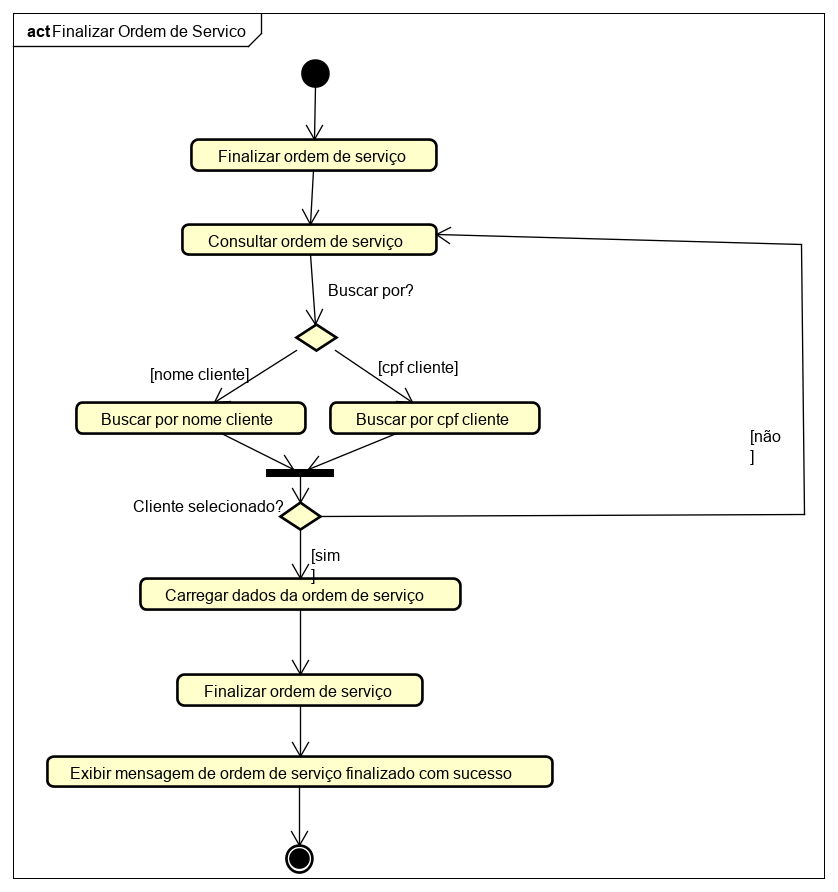 act Finalizar Ordem de Servico
Finalizar ordem de serviço
Consultar ordem de serviço
Buscar por?
[nome cliente]
[cpf cliente]
Buscar por nome cliente
Buscar por cpf cliente
[não
]
Cliente selecionado?
[sim
]
Carregar dados da ordem de serviço
Finalizar ordem de serviço
Exibir mensagem de ordem de serviço finalizado com sucesso